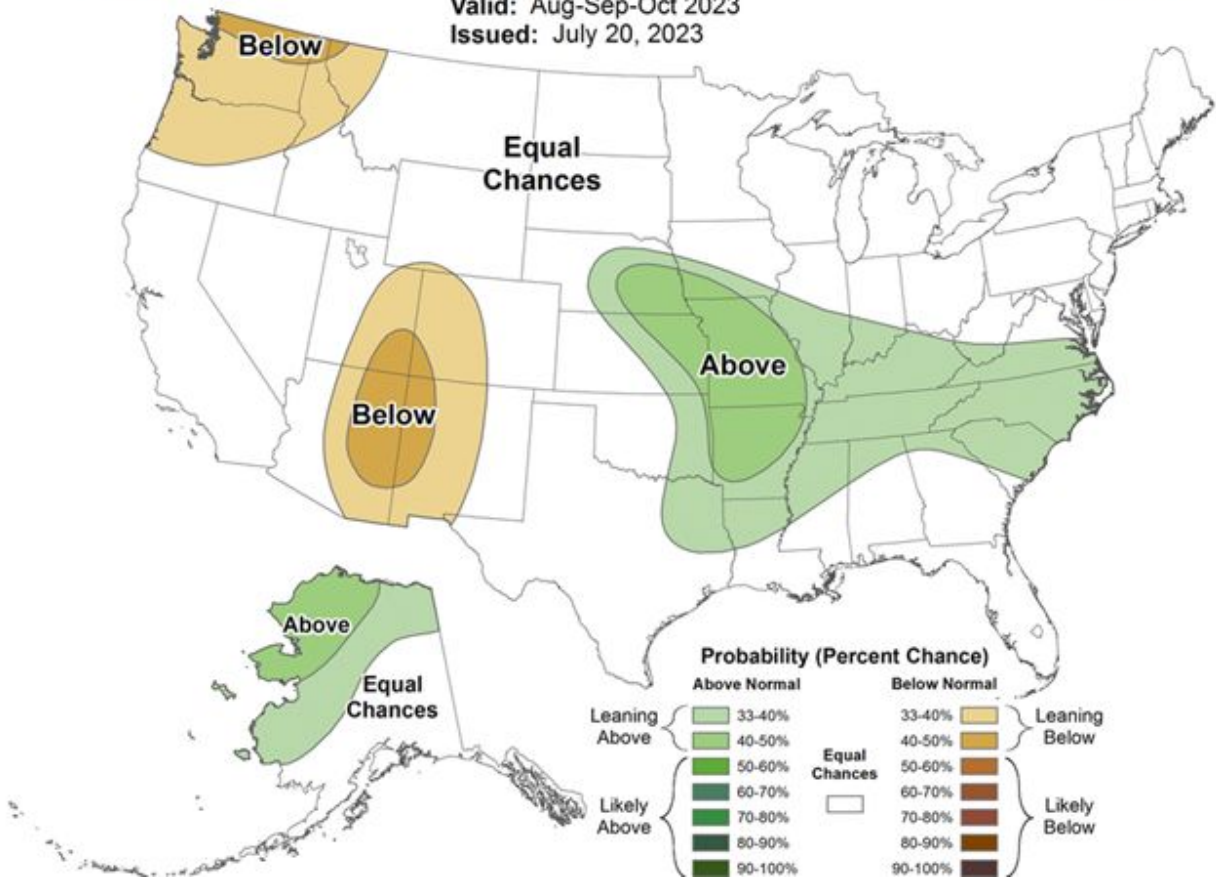 Valid: Aug-Sep-Oct 2023
Issued: July 20, 2023
Below
Equal
Chances
Above
Below
Above
Equal
Chances
Probability (Percent Chance)
Above Normal
Below Normal
Leaning
Above
33-40%
40-50%
50-60%
60-70%
70-80%
80-90%
90-100%
Likely
Above
Equal
Chances
33-40%
40-50%
50-60%
60-70%
70-80%
80-90%
90-100%
Leaning
Below
Likely
Below